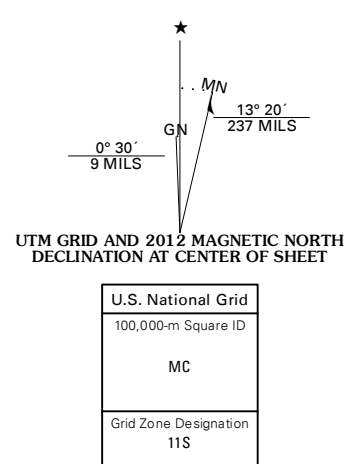 ★
MN
GN
13° 20´
237 MILS
0° 30´
9 MILS
UTM GRID AND 2012 MAGNETIC NORTH
DECLINATION AT CENTER OF SHEET
U.S. National Grid
100,000-m Square ID
MC
Grid Zone Designation
11S